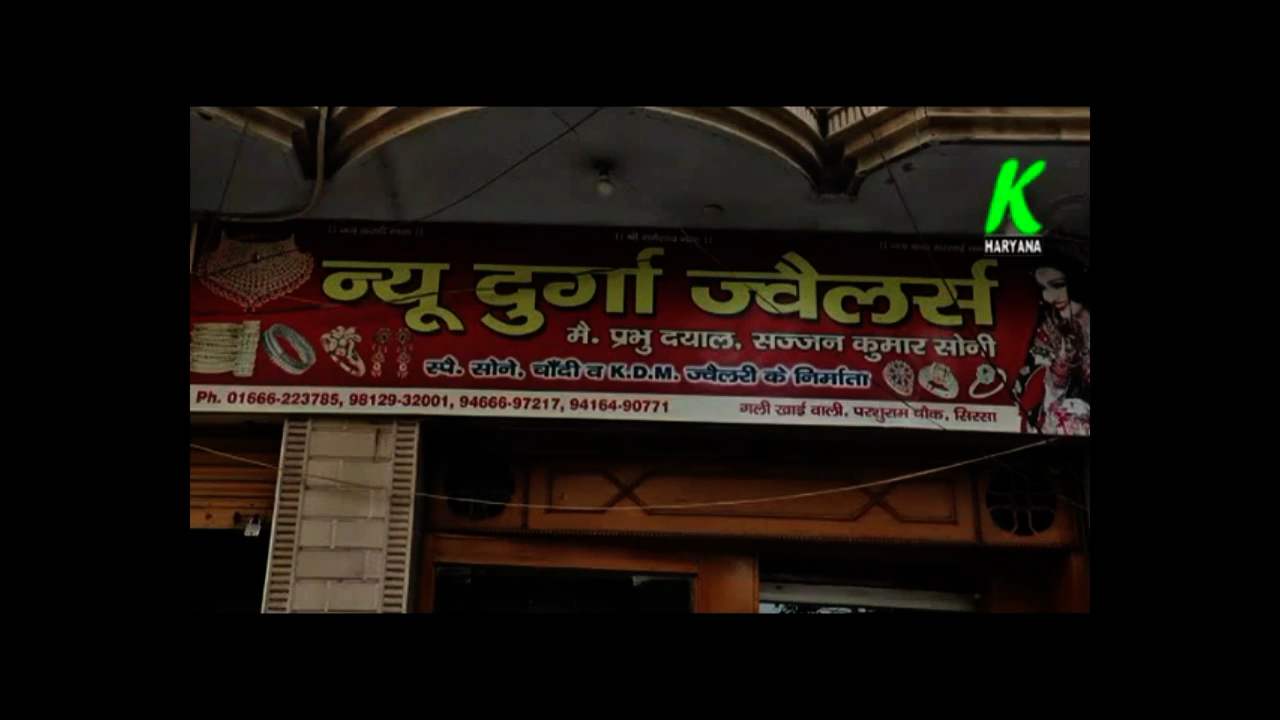 K
HARYANA
न्यू दुर्गा ज्वैलर्स
मै. प्रभु दयाल, सज्जन कुमार सोनी
स्पै. सोने, चाँदी व K.D.M. ज्वैलरी के निर्माता
Ph. 01666-223785, 98129-32001, 94666-97217, 94164-90771
गली खाई वाली, परशुराम चौक, सिरसा